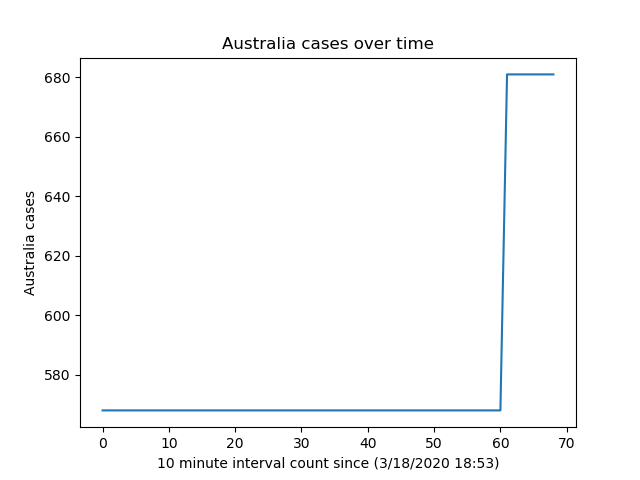 Australia cases over time
680
660
640
620
600
580
Australia cases
0 10 20 30 40 50 60 70
10 minute interval count since (3/18/2020 18:53)